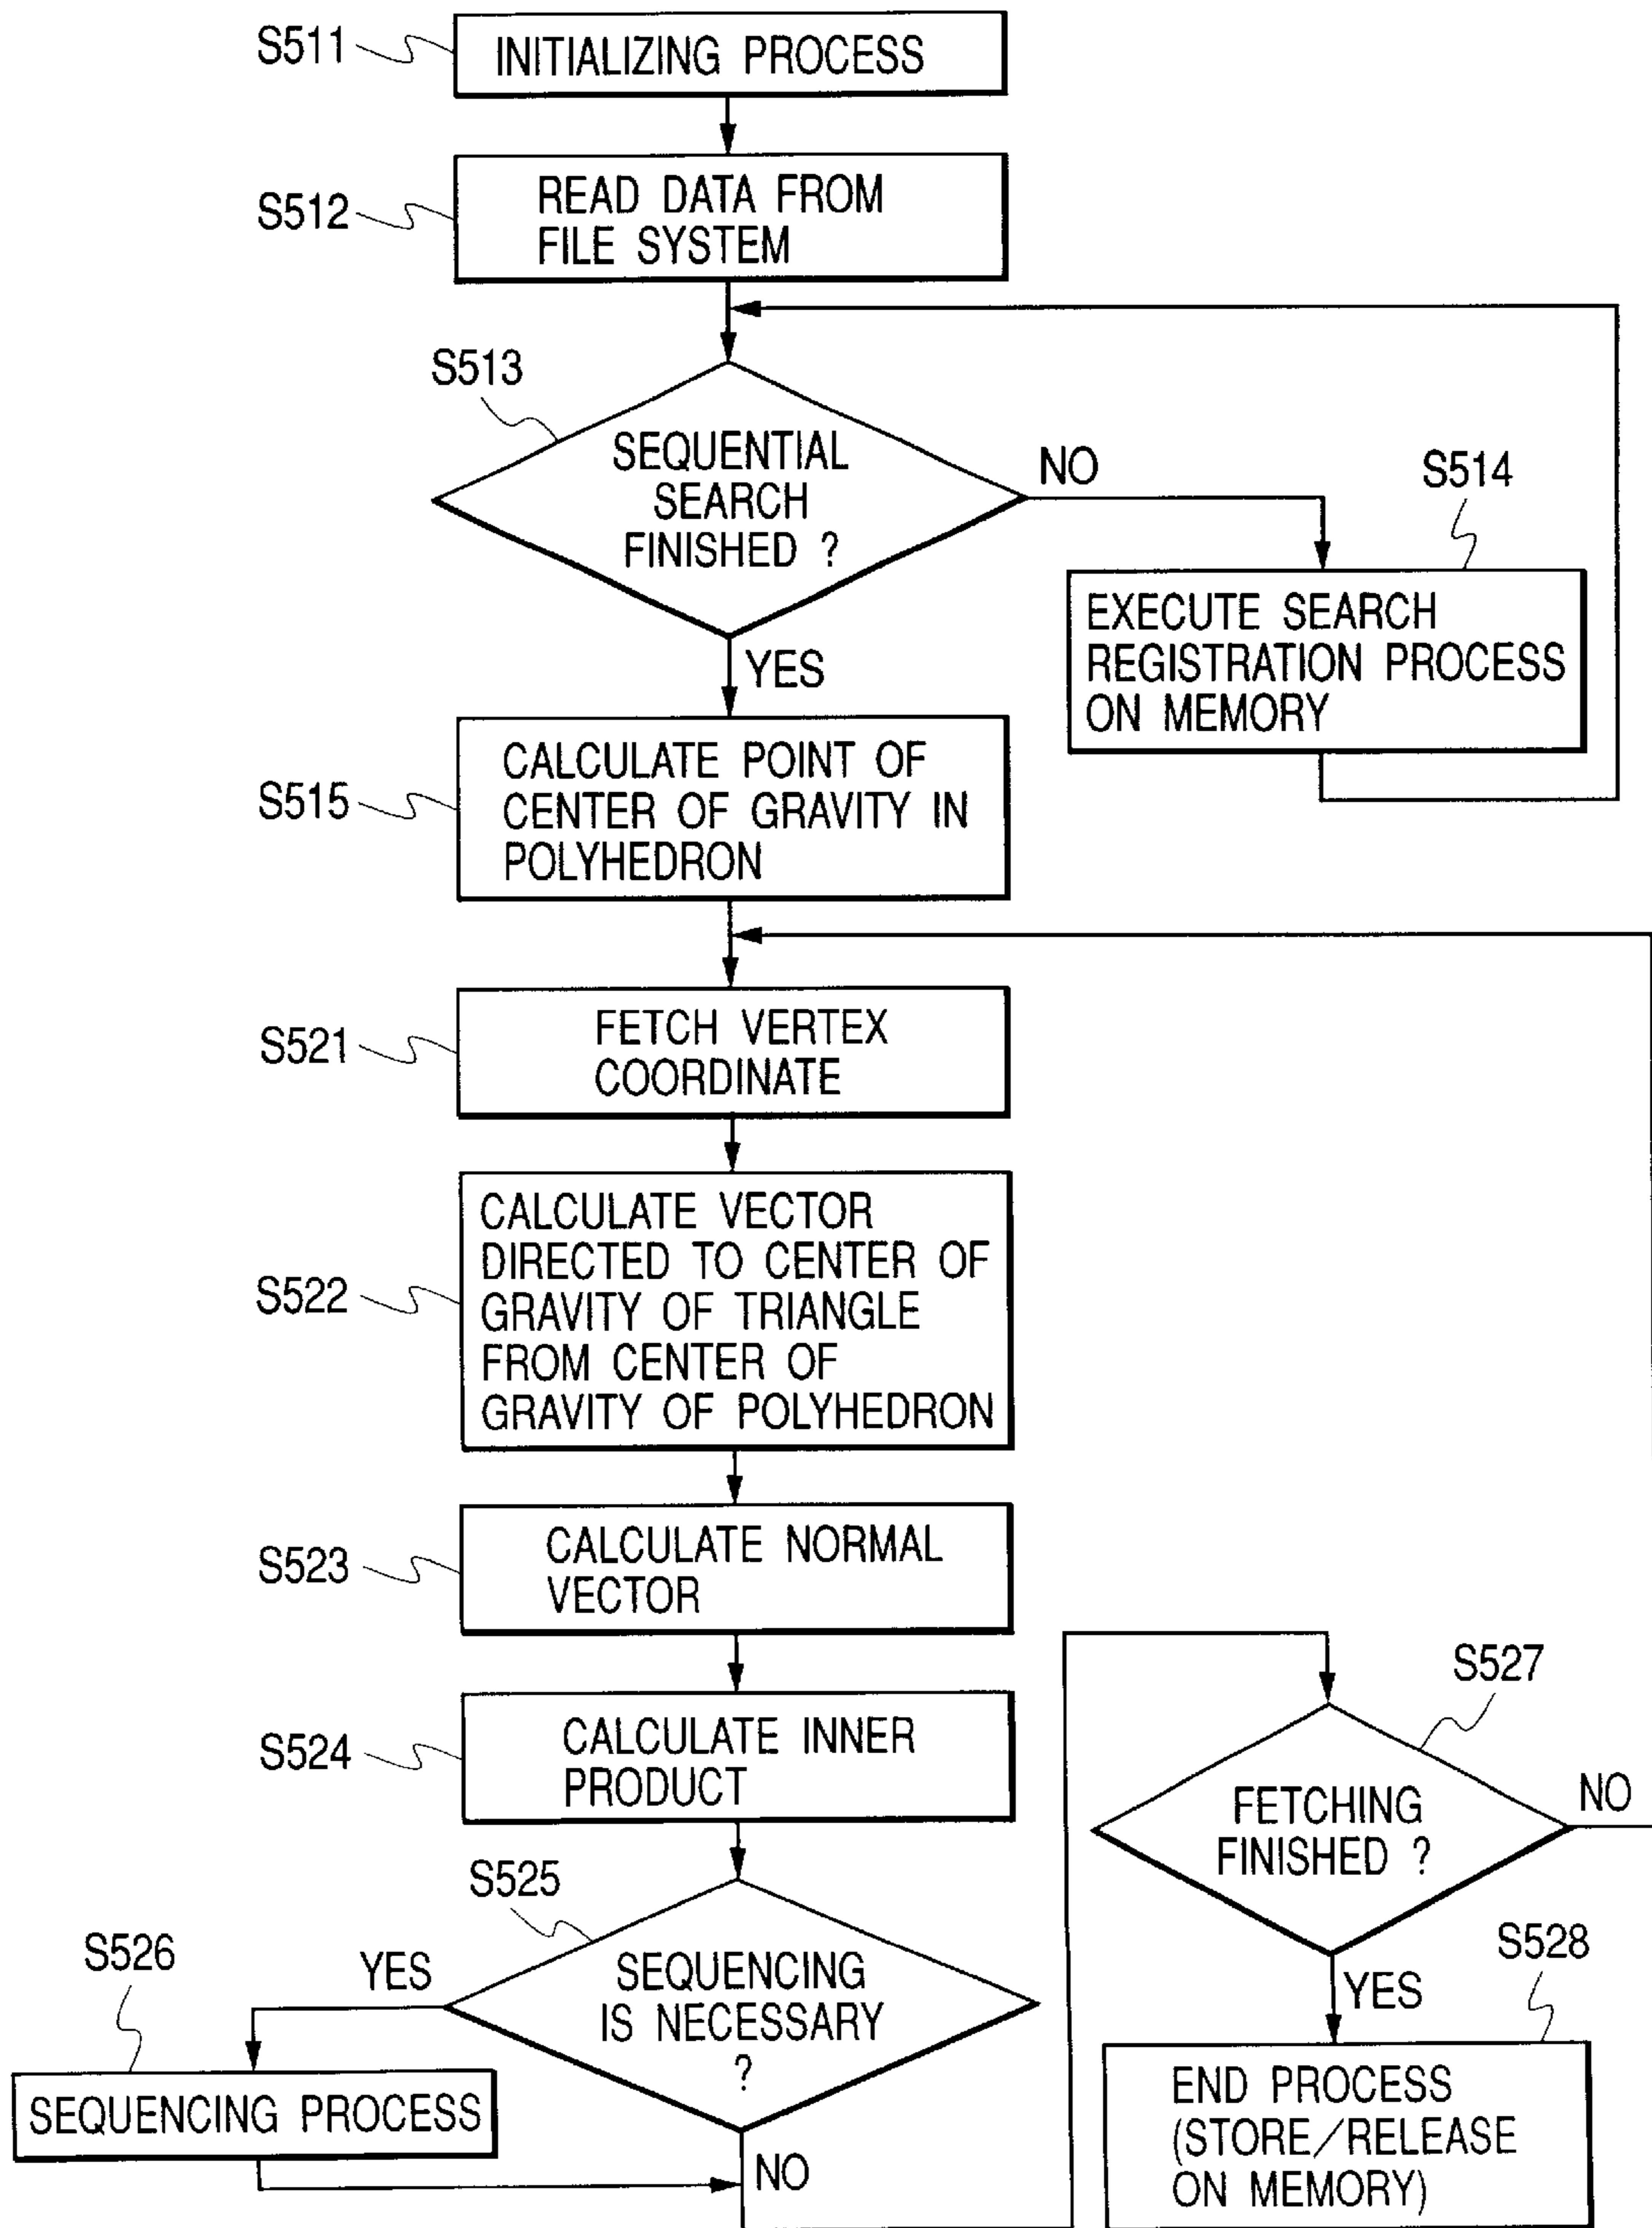 S511
INITIALIZING PROCESS
S512
READ DATA FROM
FILE SYSTEM
S513
SEQUENTIAL
SEARCH
FINISHED ?
NO
S514
EXECUTE SEARCH
REGISTRATION PROCESS
ON MEMORY
YES
S515
CALCULATE POINT OF
CENTER OF GRAVITY IN
POLYHEDRON
S521
FETCH VERTEX
COORDINATE
S522
CALCULATE VECTOR
DIRECTED TO CENTER OF
GRAVITY OF TRIANGLE
FROM CENTER OF
GRAVITY OF POLYHEDRON
S523
CALCULATE NORMAL
VECTOR
S524
CALCULATE INNER
PRODUCT
S525
SEQUENCING
IS NECESSARY
?
YES
S526
SEQUENCING PROCESS
NO
S527
FETCHING
FINISHED ?
NO
YES
S528
END PROCESS
(STORE/RELEASE
ON MEMORY)